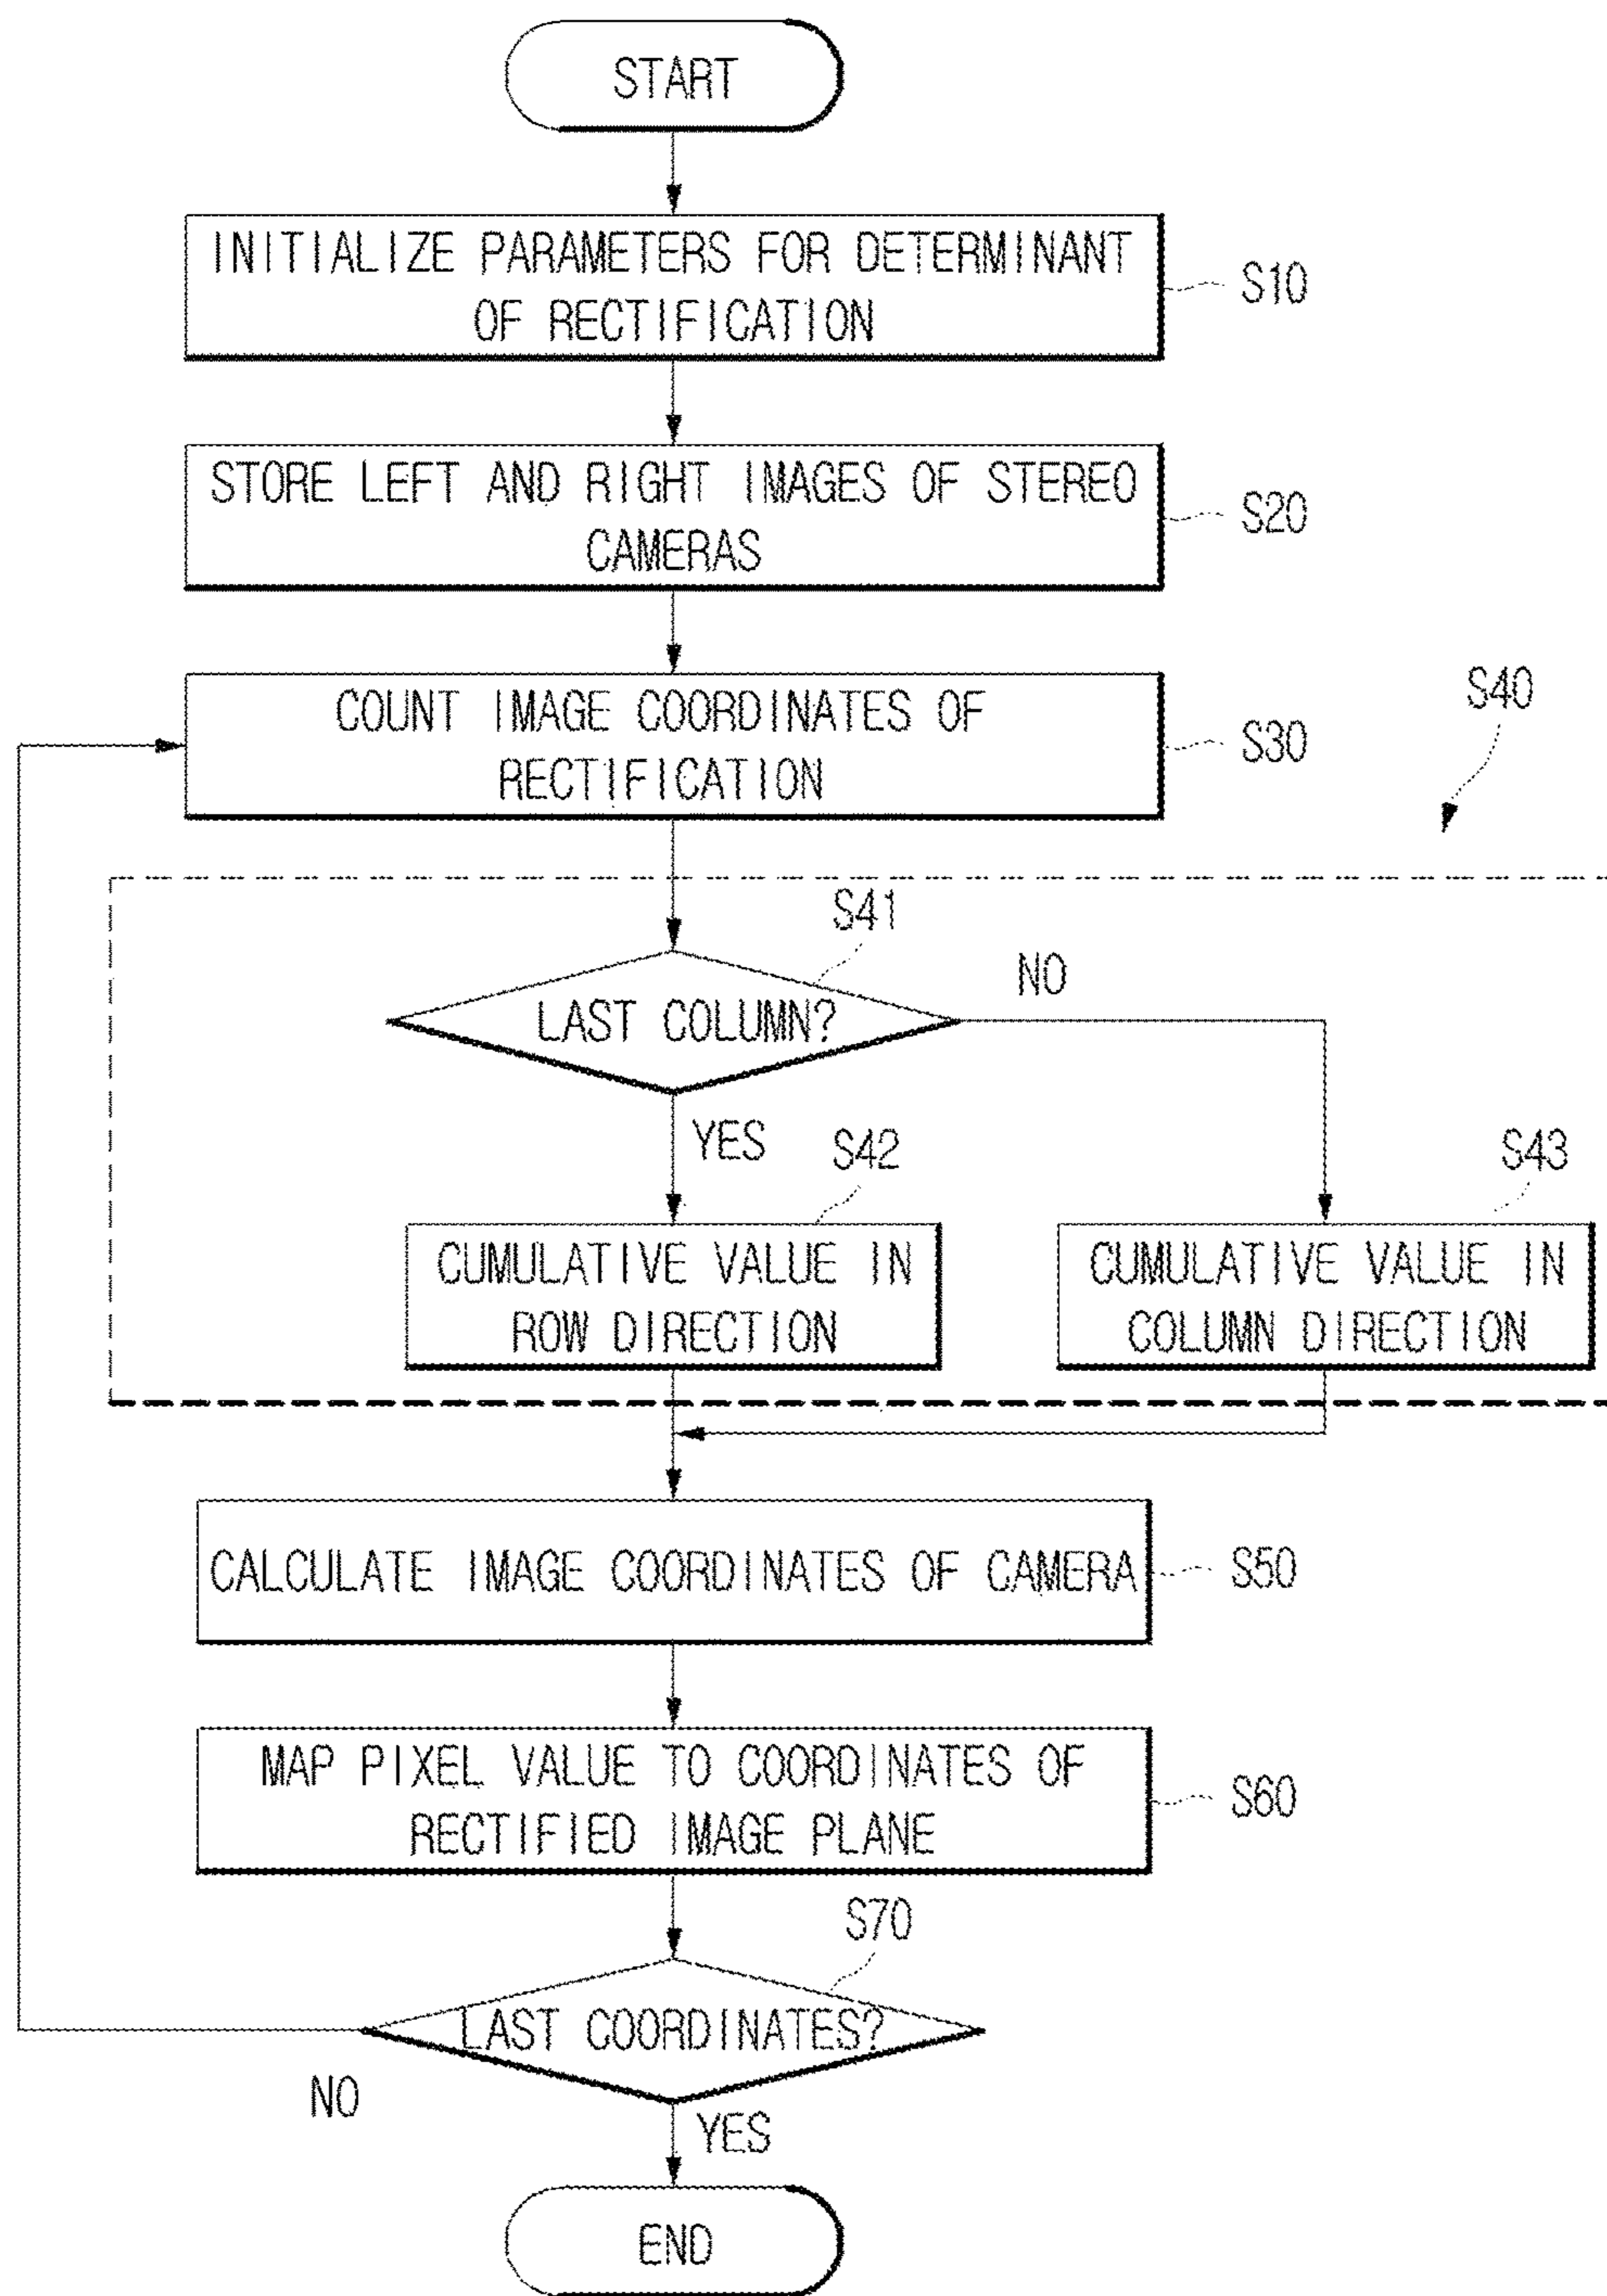 START
INITIALIZE PARAMETERS FOR DETERMINANT
OF RECTIFICATION
S10
STORE LEFT AND RIGHT IMAGES OF STEREO
CAMERAS
S20
COUNT IMAGE COORDINATES OF
RECTIFICATION
S30
S40
S41
LAST COLUMN?
NO
YES
S42
S43
CUMULATIVE VALUE IN
ROW DIRECTION
CUMULATIVE VALUE IN
COLUMN DIRECTION
CALCULATE IMAGE COORDINATES OF CAMERA
S50
MAP PIXEL VALUE TO COORDINATES OF
RECTIFIED IMAGE PLANE
S60
S70
LAST COORDINATES?
NO
YES
END